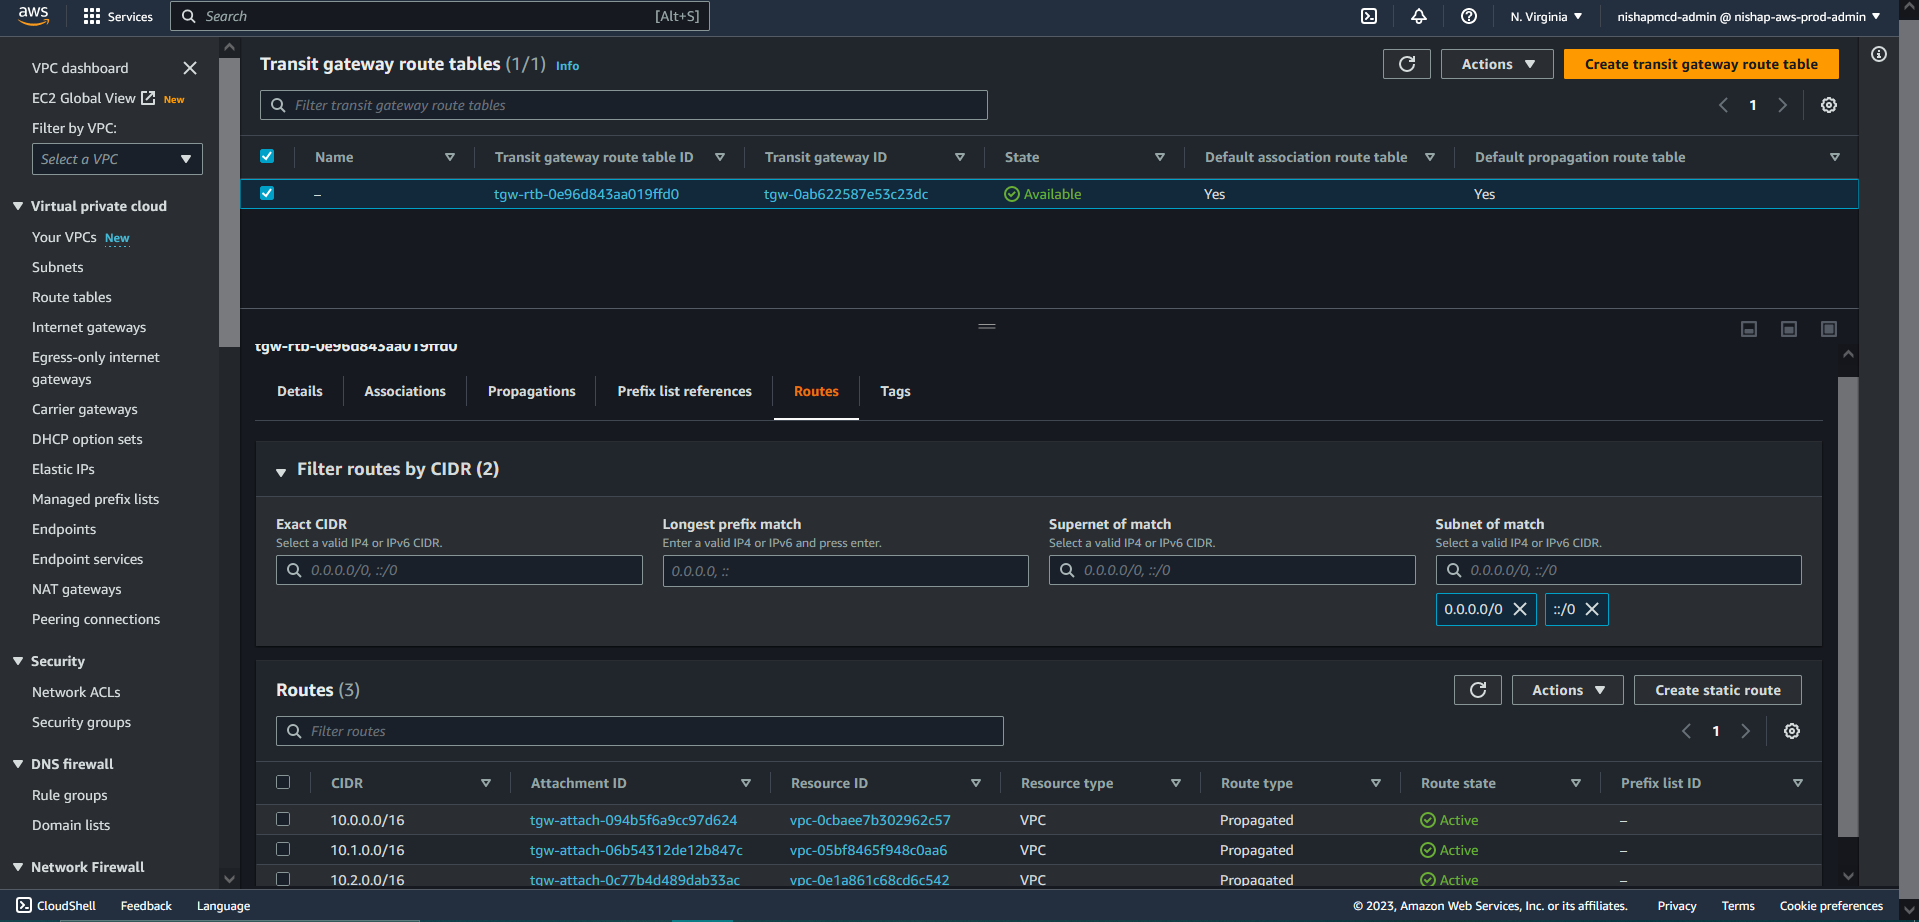 aws Services Search [Alt+S] N. Virginia nishapmcd-admin @ nishap-aws-prod-admin
VPC dashboard
EC2 Global View New
Filter by VPC:
Select a VPC
Virtual private cloud
Your VPCs New
Subnets
Route tables
Internet gateways
Egress-only internet
gateways
Carrier gateways
DHCP option sets
Elastic IPs
Managed prefix lists
Endpoints
Endpoint services
NAT gateways
Peering connections
Security
Network ACLs
Security groups
DNS firewall
Rule groups
Domain lists
Network Firewall
Transit gateway route tables (1/1) Info Actions Create transit gateway route table
Filter transit gateway route tables 1
Name Transit gateway route table ID Transit gateway ID State Default association route table Default propagation route table
– tgw-rtb-0e96d843aa019ffd0 tgw-0ab622587e53c23dc Available Yes Yes
tgw-rtb-0e96d843aa019ffd0
Details Associations Propagations Prefix list references Routes Tags
Filter routes by CIDR (2)
Exact CIDR Longest prefix match Supernet of match Subnet of match
Select a valid IP4 or IPv6 CIDR. Enter a valid IP4 or IPv6 and press enter. Select a valid IP4 or IPv6 CIDR. Select a valid IP4 or IPv6 CIDR.
0.0.0.0/0, ::/0 0.0.0.0, :: 0.0.0.0/0, ::/0 0.0.0.0/0, ::/0
0.0.0.0/0 ::/0
Routes (3) Actions Create static route
Filter routes 1
CIDR Attachment ID Resource ID Resource type Route type Route state Prefix list ID
10.0.0.0/16 tgw-attach-094b5f6a9cc97d624 vpc-0cbaee7b302962c57 VPC Propagated Active –
10.1.0.0/16 tgw-attach-06b54312de12b847c vpc-05bf8465f948c0aa6 VPC Propagated Active –
10.2.0.0/16 tgw-attach-0c77b4d489dab33ac vpc-0e1a861c68cd6c542 VPC Propagated Active –
CloudShell Feedback Language © 2023, Amazon Web Services, Inc. or its affiliates. Privacy Terms Cookie preferences